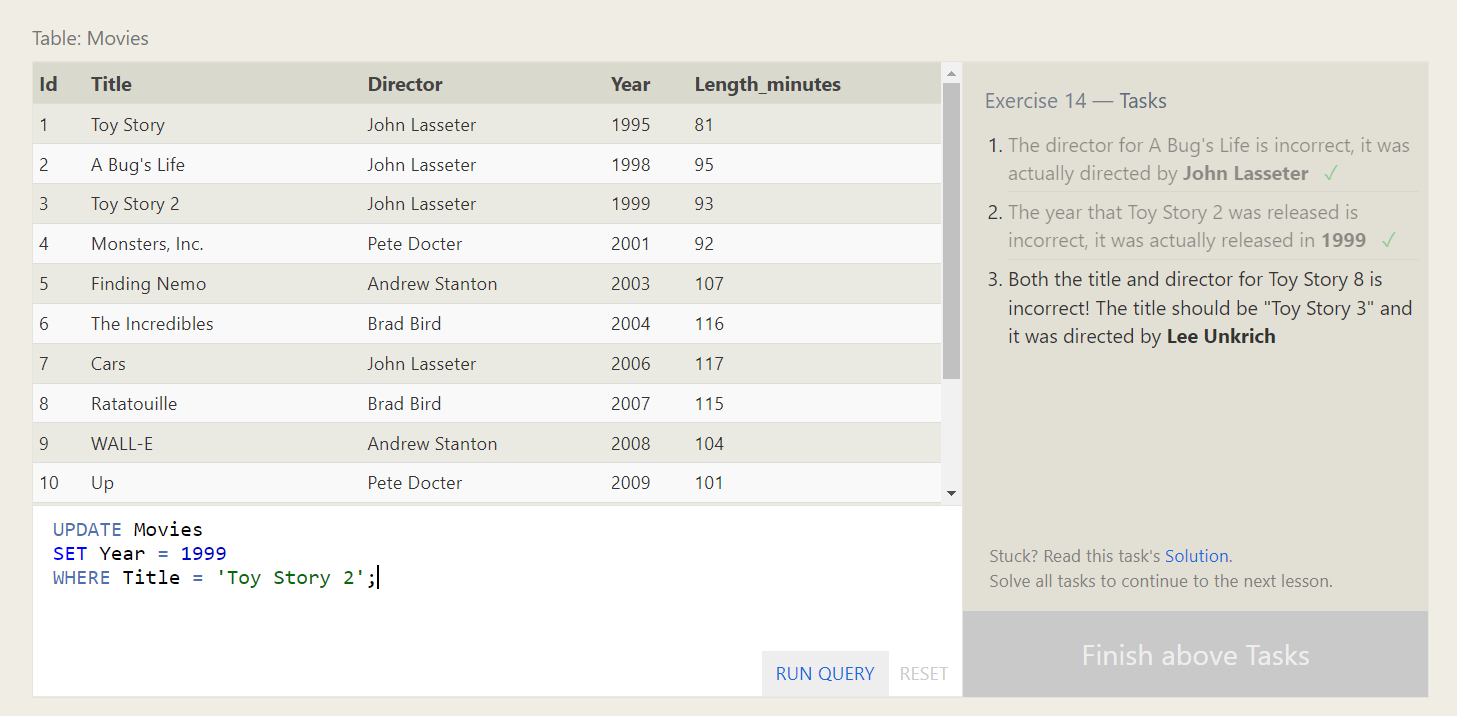 Table: Movies
Id Title Director Year Length_minutes
1 Toy Story John Lasseter 1995 81
2 A Bug's Life John Lasseter 1998 95
3 Toy Story 2 John Lasseter 1999 93
4 Monsters, Inc. Pete Docter 2001 92
5 Finding Nemo Andrew Stanton 2003 107
6 The Incredibles Brad Bird 2004 116
7 Cars John Lasseter 2006 117
8 Ratatouille Brad Bird 2007 115
9 WALL-E Andrew Stanton 2008 104
10 Up Pete Docter 2009 101
UPDATE Movies
SET Year = 1999
WHERE Title = 'Toy Story 2';
RUN QUERY RESET
Exercise 14 — Tasks
1. The director for A Bug's Life is incorrect, it was
actually directed by John Lasseter ✓
2. The year that Toy Story 2 was released is
incorrect, it was actually released in 1999 ✓
3. Both the title and director for Toy Story 8 is
incorrect! The title should be "Toy Story 3" and
it was directed by Lee Unkrich
Stuck? Read this task's Solution.
Solve all tasks to continue to the next lesson.
Finish above Tasks